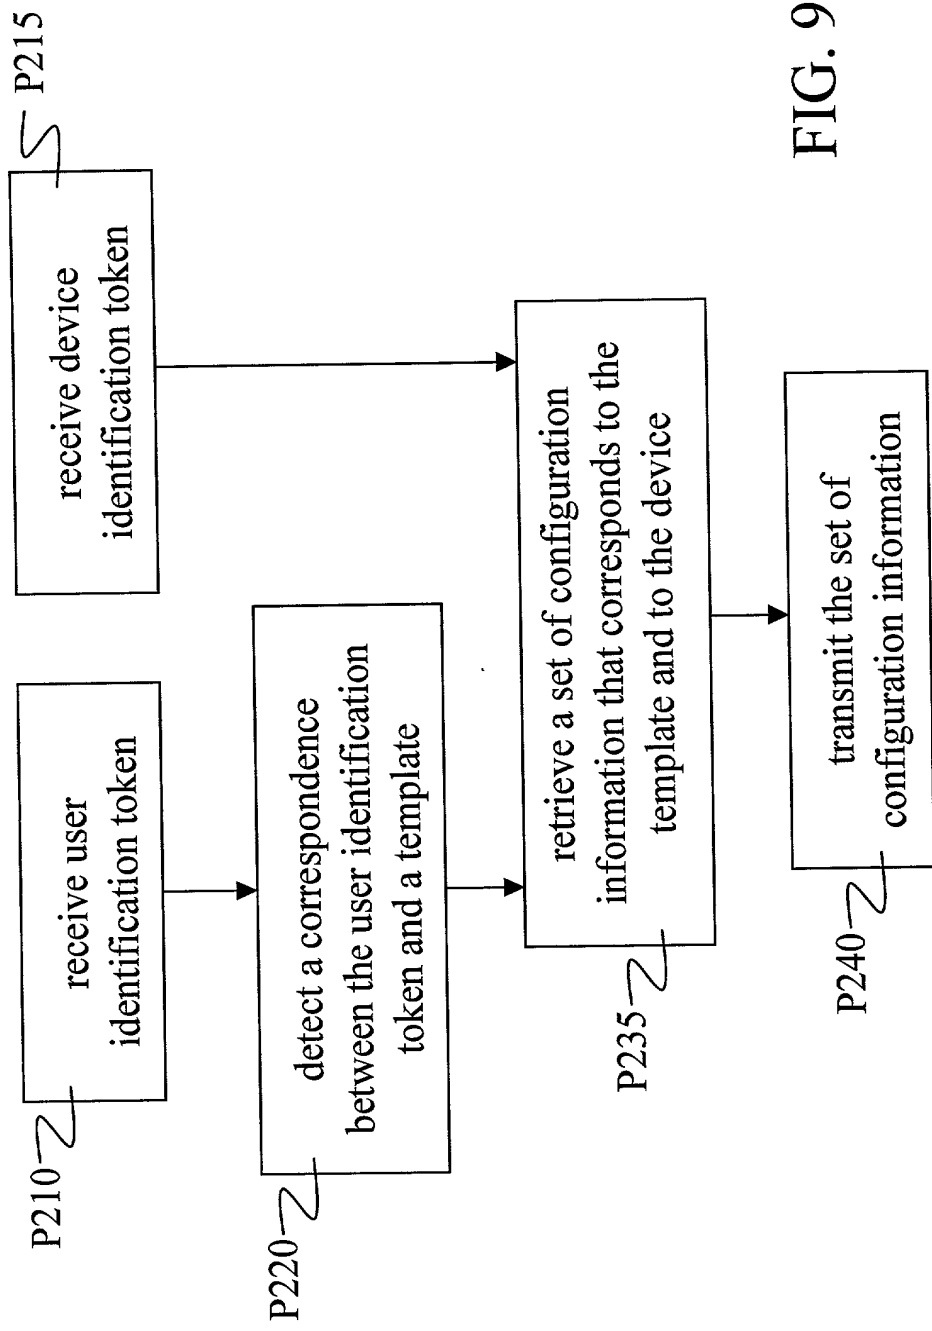 P210
receive user
identification token
P215
receive device
identification token
P220
detect a correspondence
between the user identification
token and a template
P235
retrieve a set of configuration
information that corresponds to the
template and to the device
P240
transmit the set of
configuration information
FIG. 9